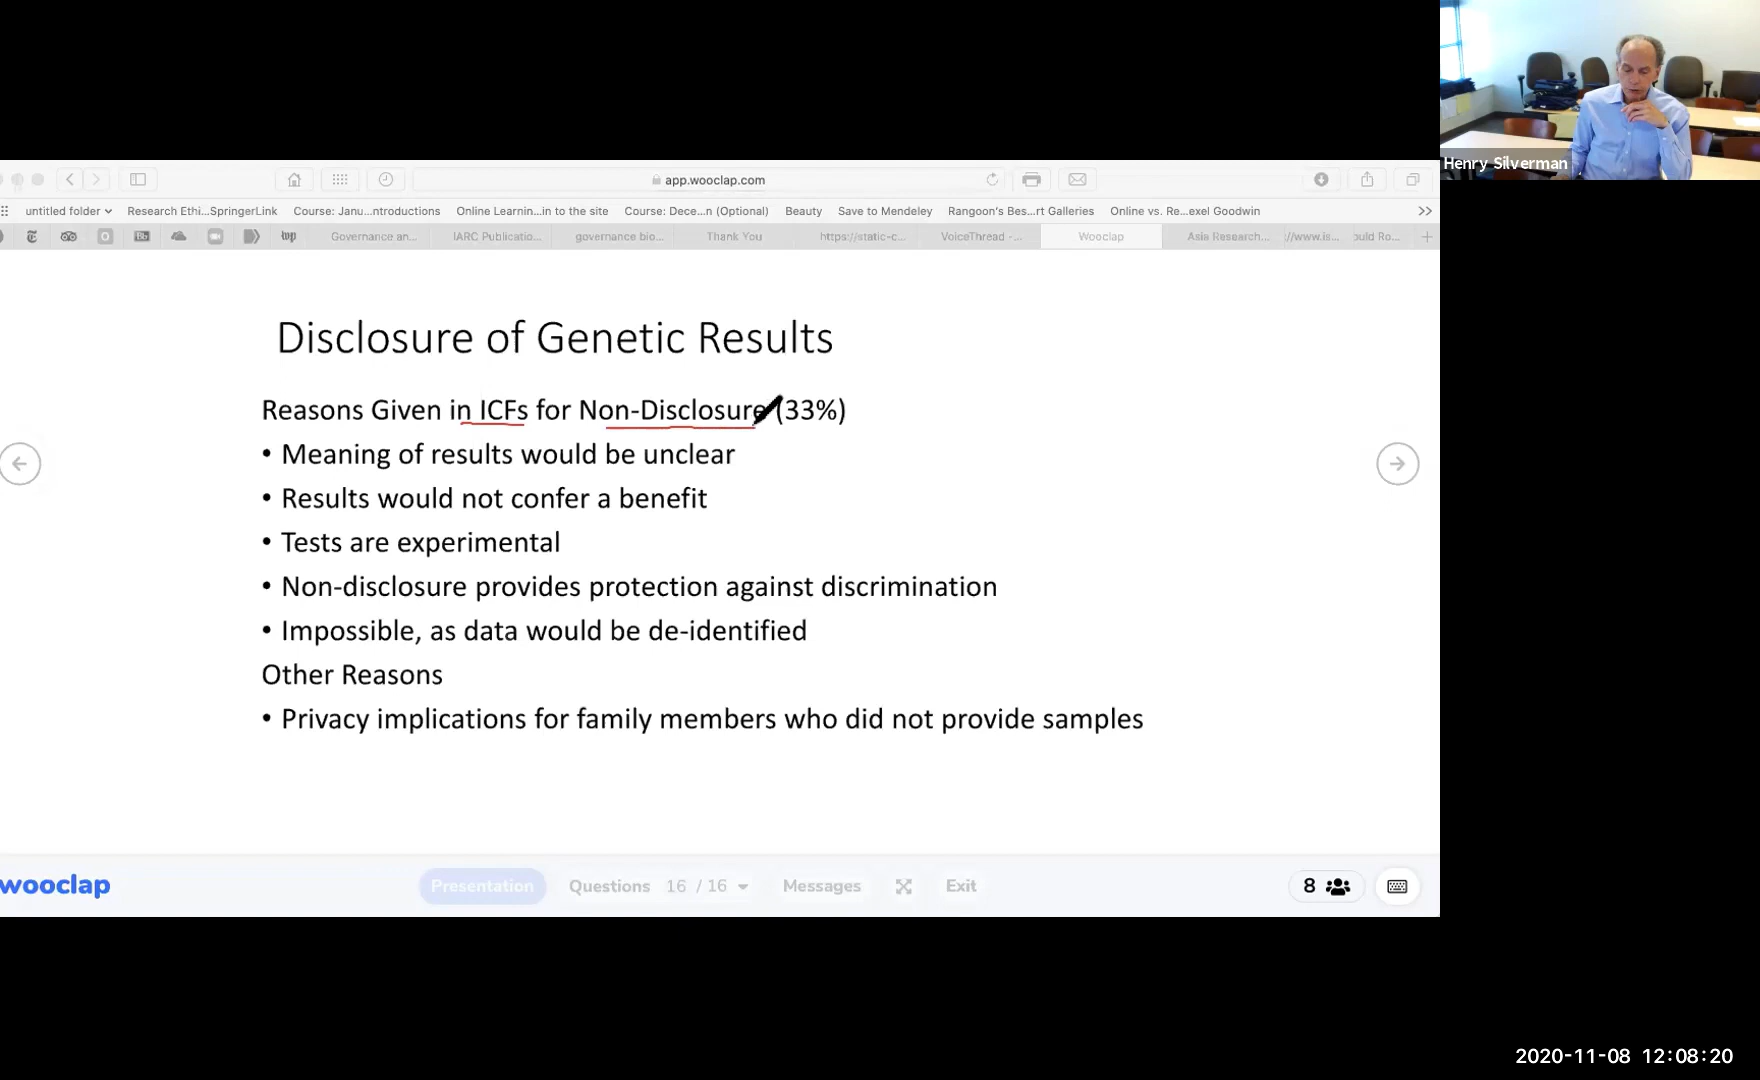 Henry Silverman
app.wooclap.com
untitled folder Research Ethi...SpringerLink Course: Janu...ntroductions Online Learnin...in to the site Course: Dece...n (Optional) Beauty Save to Mendeley Rangoon's Bes...rt Galleries Online vs. Re...exel Goodwin
Governance an... IARC Publicatio... governance bio... Thank You https://static-c... VoiceThread -... Wooclap Asia Research... //www.is... ould Ro...
Disclosure of Genetic Results
Reasons Given in ICFs for Non-Disclosure (33%)
• Meaning of results would be unclear
• Results would not confer a benefit
• Tests are experimental
• Non-disclosure provides protection against discrimination
• Impossible, as data would be de-identified
Other Reasons
• Privacy implications for family members who did not provide samples
wooclap Presentation Questions 16 / 16 Messages Exit 8
2020-11-08 12:08:20